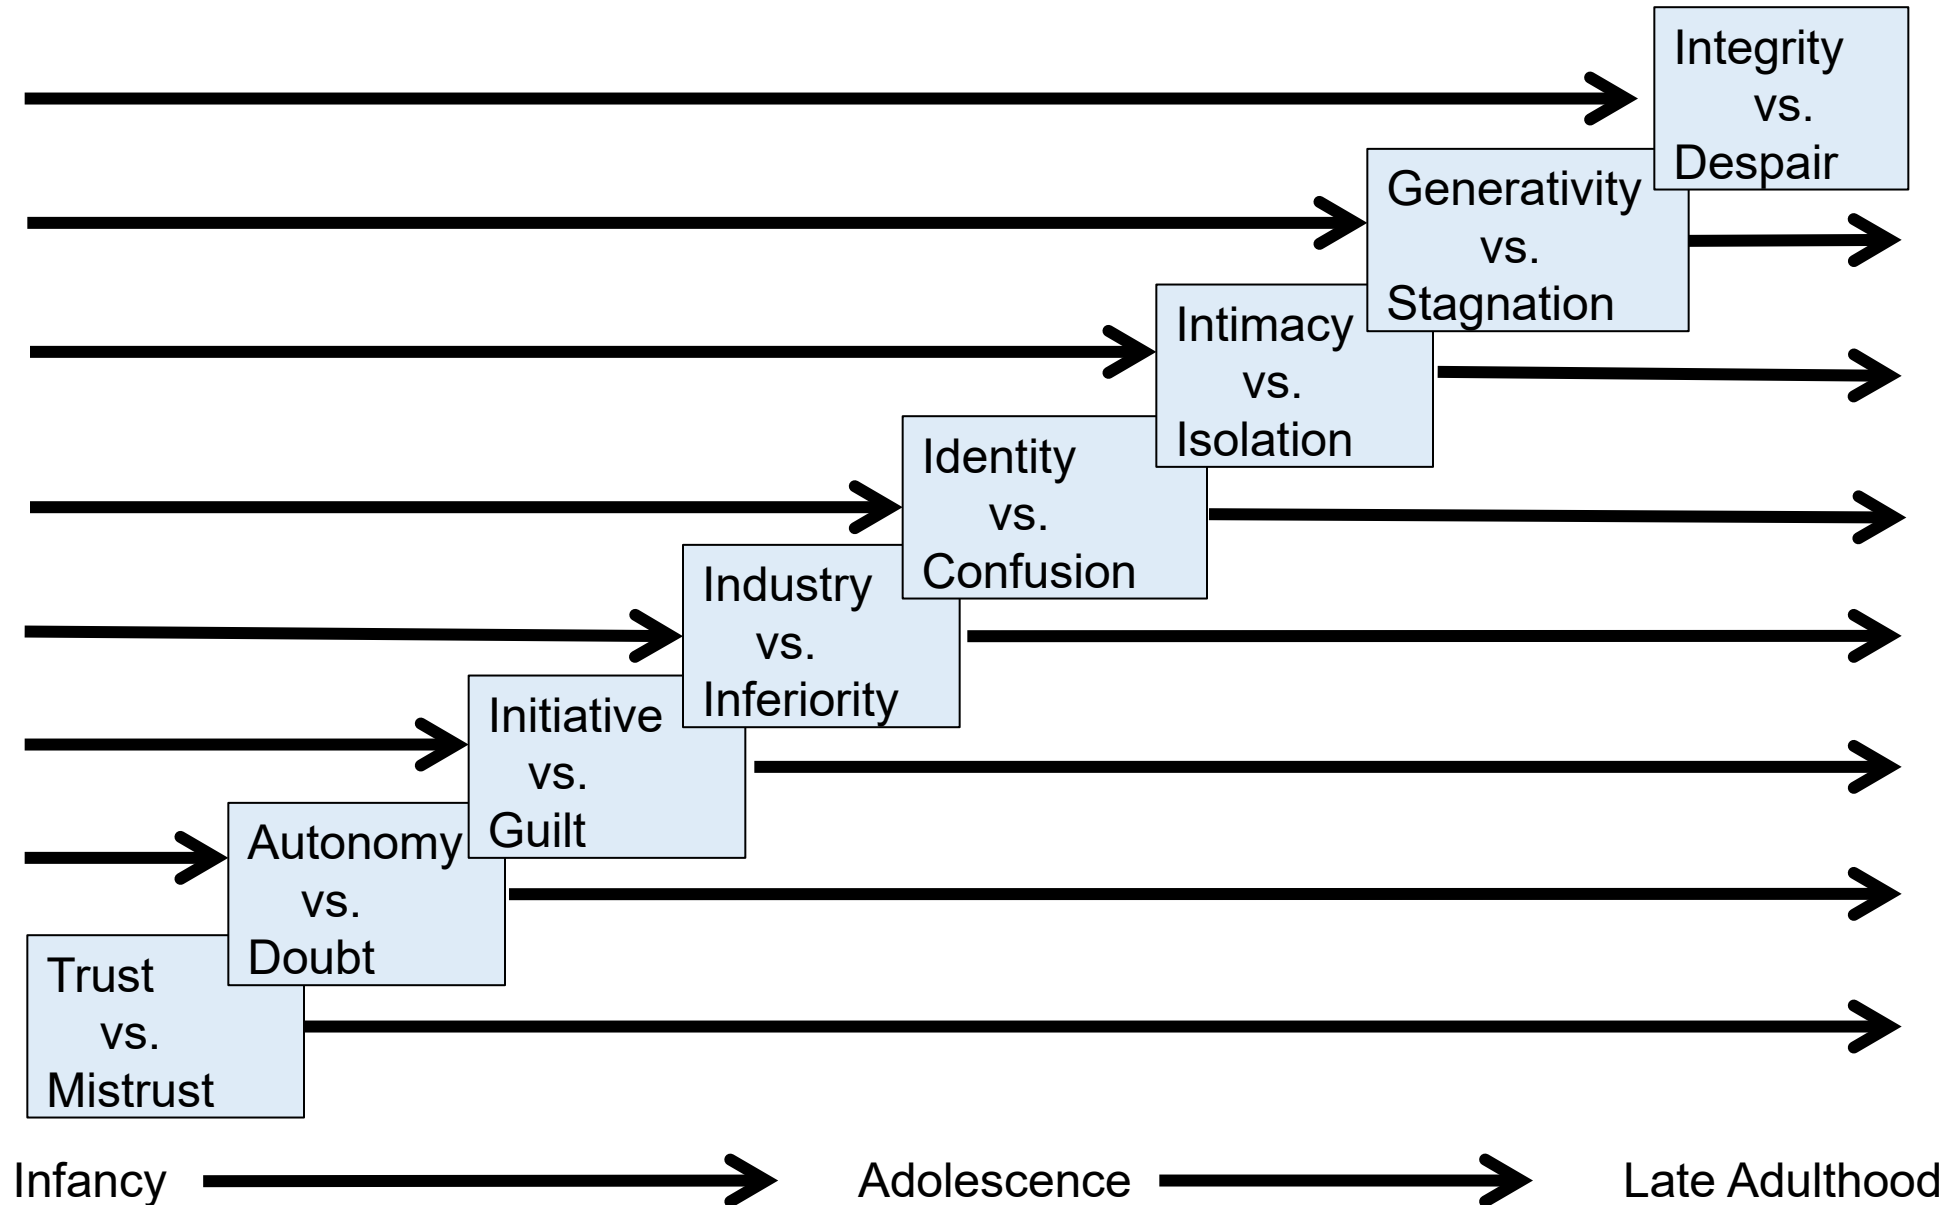 Integrity
vs.
Despair
Generativity
vs.
Stagnation
Intimacy
vs.
Isolation
Identity
vs.
Confusion
Industry
vs.
Inferiority
Initiative
vs.
Guilt
Autonomy
vs.
Doubt
Trust
vs.
Mistrust
Infancy Adolescence Late Adulthood